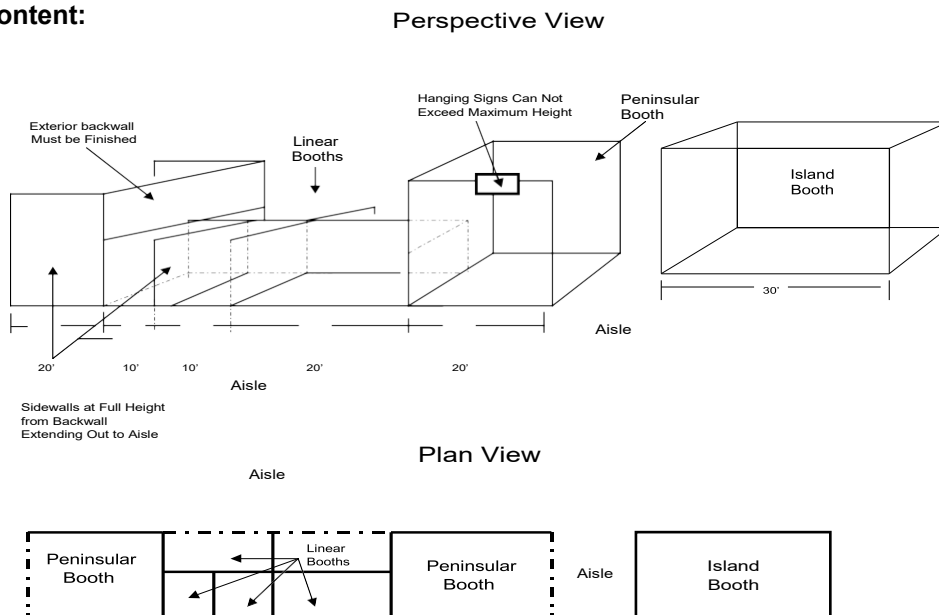 ontent:
Perspective View
Exterior backwall
Must be Finished
Linear
Booths
Hanging Signs Can Not
Exceed Maximum Height
Peninsular
Booth
Island
Booth
30'
Aisle
20'
10'
10'
20'
20'
Aisle
Sidewalls at Full Height
from Backwall
Extending Out to Aisle
Plan View
Aisle
Peninsular
Booth
Linear
Booths
Peninsular
Booth
Aisle
Island
Booth